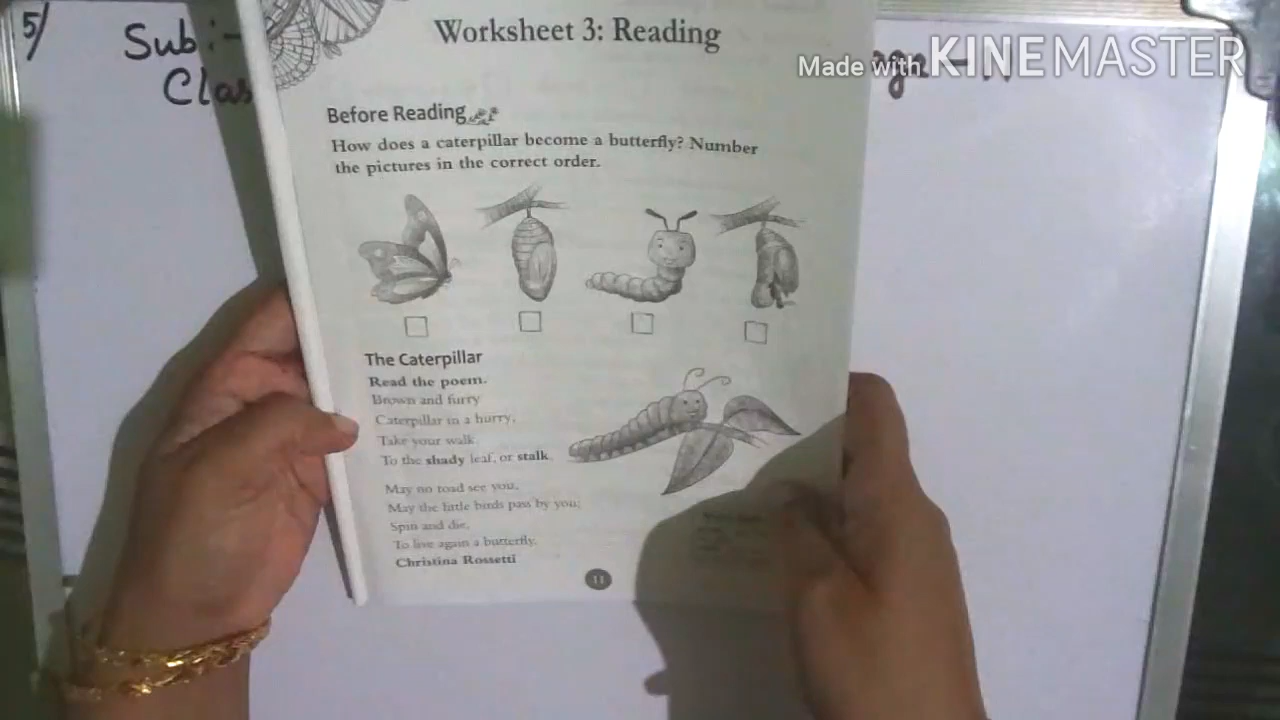 5/
Sub :-
Clas
Made with KINEMASTER
Worksheet 3: Reading
Before Reading
How does a caterpillar become a butterfly? Number
the pictures in the correct order.
The Caterpillar
Read the poem.
Brown and furry
Caterpillar in a hurry,
Take your walk
To the shady leaf, or stalk.
May no toad see you,
May the little birds pass by you;
Spin and die,
To live again a butterfly.
Christina Rossetti
11